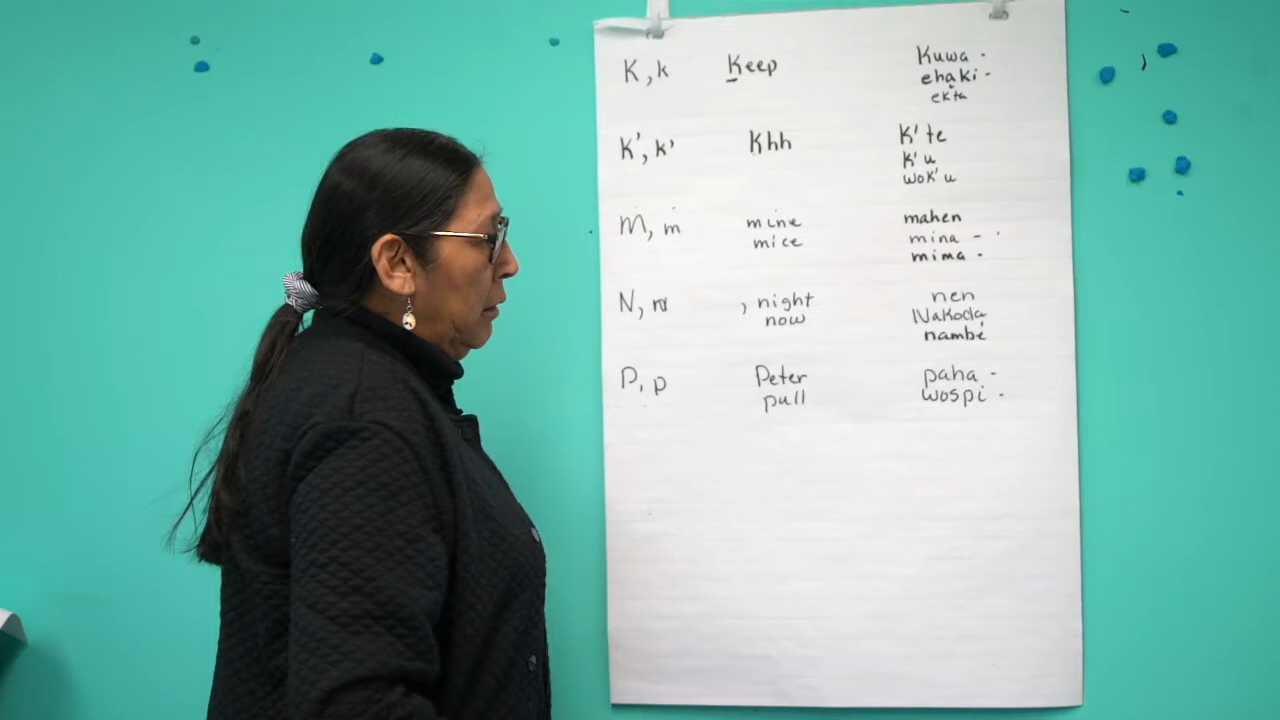 K, k Keep Kuwa -
ehaki -
ekta
K', k' Khh K' te
K' u
woK' u
M, m mine mahen
mice mina -
mima -
N, n , night nen
now Nakoda
nambé
P, p Peter paha -
pull wospi -